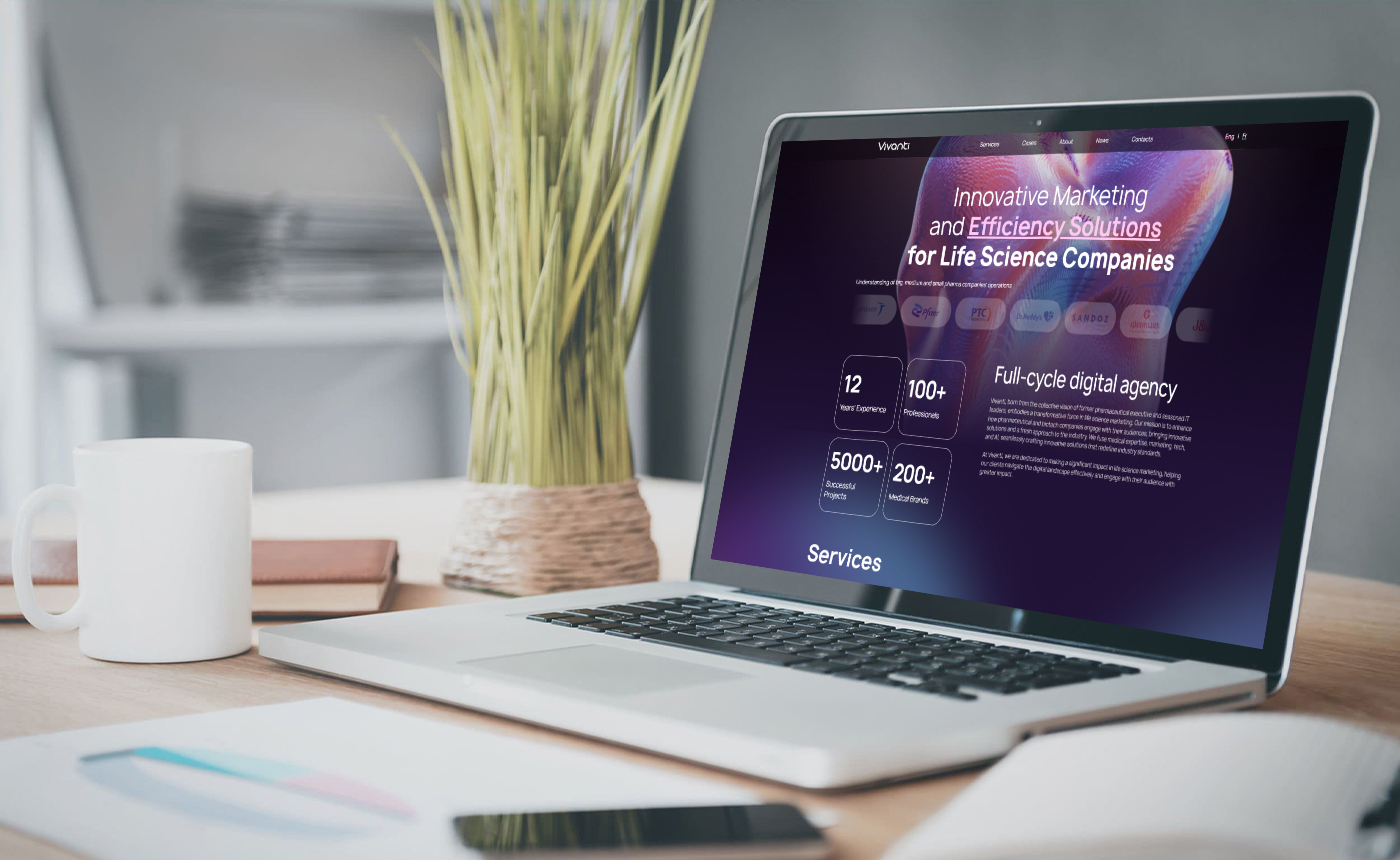 Vivanti
Services Cases About News Contacts
Eng | Et
Innovative Marketing
and Efficiency Solutions
for Life Science Companies
Understanding of big, medium and small pharma companies' operations
Pfizer PTC Dr.Reddy's SANDOZ glenmark J&J
12
Years' Experience
100+
Professionals
5000+
Successful
Projects
200+
Medical Brands
Full-cycle digital agency
Vivanti, born from the collective vision of former pharmaceutical executive and seasoned IT
leaders, embodies a transformative force in life science marketing. Our mission is to enhance
how pharmaceutical and biotech companies engage with their audiences, bringing innovative
solutions and a fresh approach to the industry. We fuse medical expertise, marketing, tech,
and AI, seamlessly crafting innovative solutions that redefine industry standards.
At Vivanti, we are dedicated to making a significant impact in life science marketing, helping
our clients navigate the digital landscape effectively and engage with their audience with
greater impact.
Services